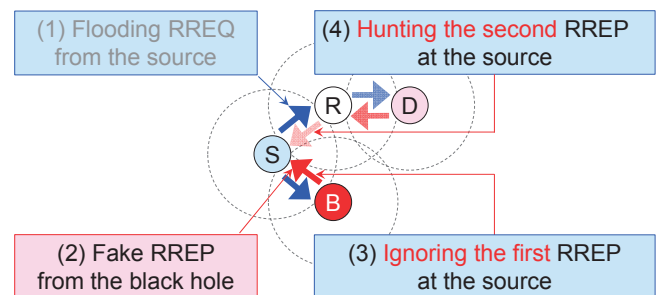 (1) Flooding RREQ
from the source
(4) Hunting the second RREP
at the source
R
D
S
B
(2) Fake RREP
from the black hole
(3) Ignoring the first RREP
at the source